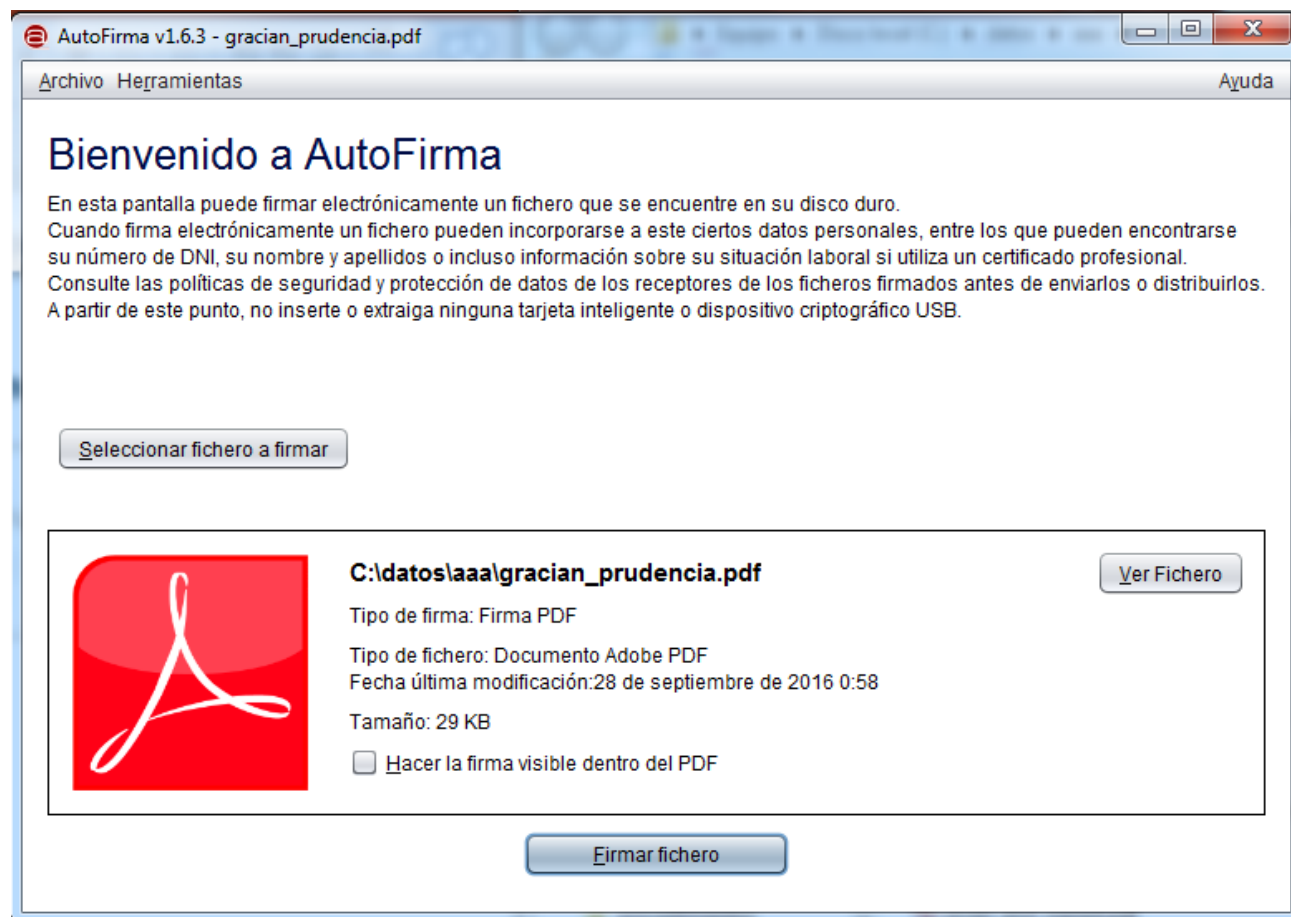 AutoFirma v1.6.3 - gracian_prudencia.pdf
Archivo Herramientas Ayuda
Bienvenido a AutoFirma
En esta pantalla puede firmar electrónicamente un fichero que se encuentre en su disco duro.
Cuando firma electrónicamente un fichero pueden incorporarse a este ciertos datos personales, entre los que pueden encontrarse
su número de DNI, su nombre y apellidos o incluso información sobre su situación laboral si utiliza un certificado profesional.
Consulte las políticas de seguridad y protección de datos de los receptores de los ficheros firmados antes de enviarlos o distribuirlos.
A partir de este punto, no inserte o extraiga ninguna tarjeta inteligente o dispositivo criptográfico USB.
Seleccionar fichero a firmar
C:\datos\aaa\gracian_prudencia.pdf
Ver Fichero
Tipo de firma: Firma PDF
Tipo de fichero: Documento Adobe PDF
Fecha última modificación:28 de septiembre de 2016 0:58
Tamaño: 29 KB
Hacer la firma visible dentro del PDF
Firmar fichero